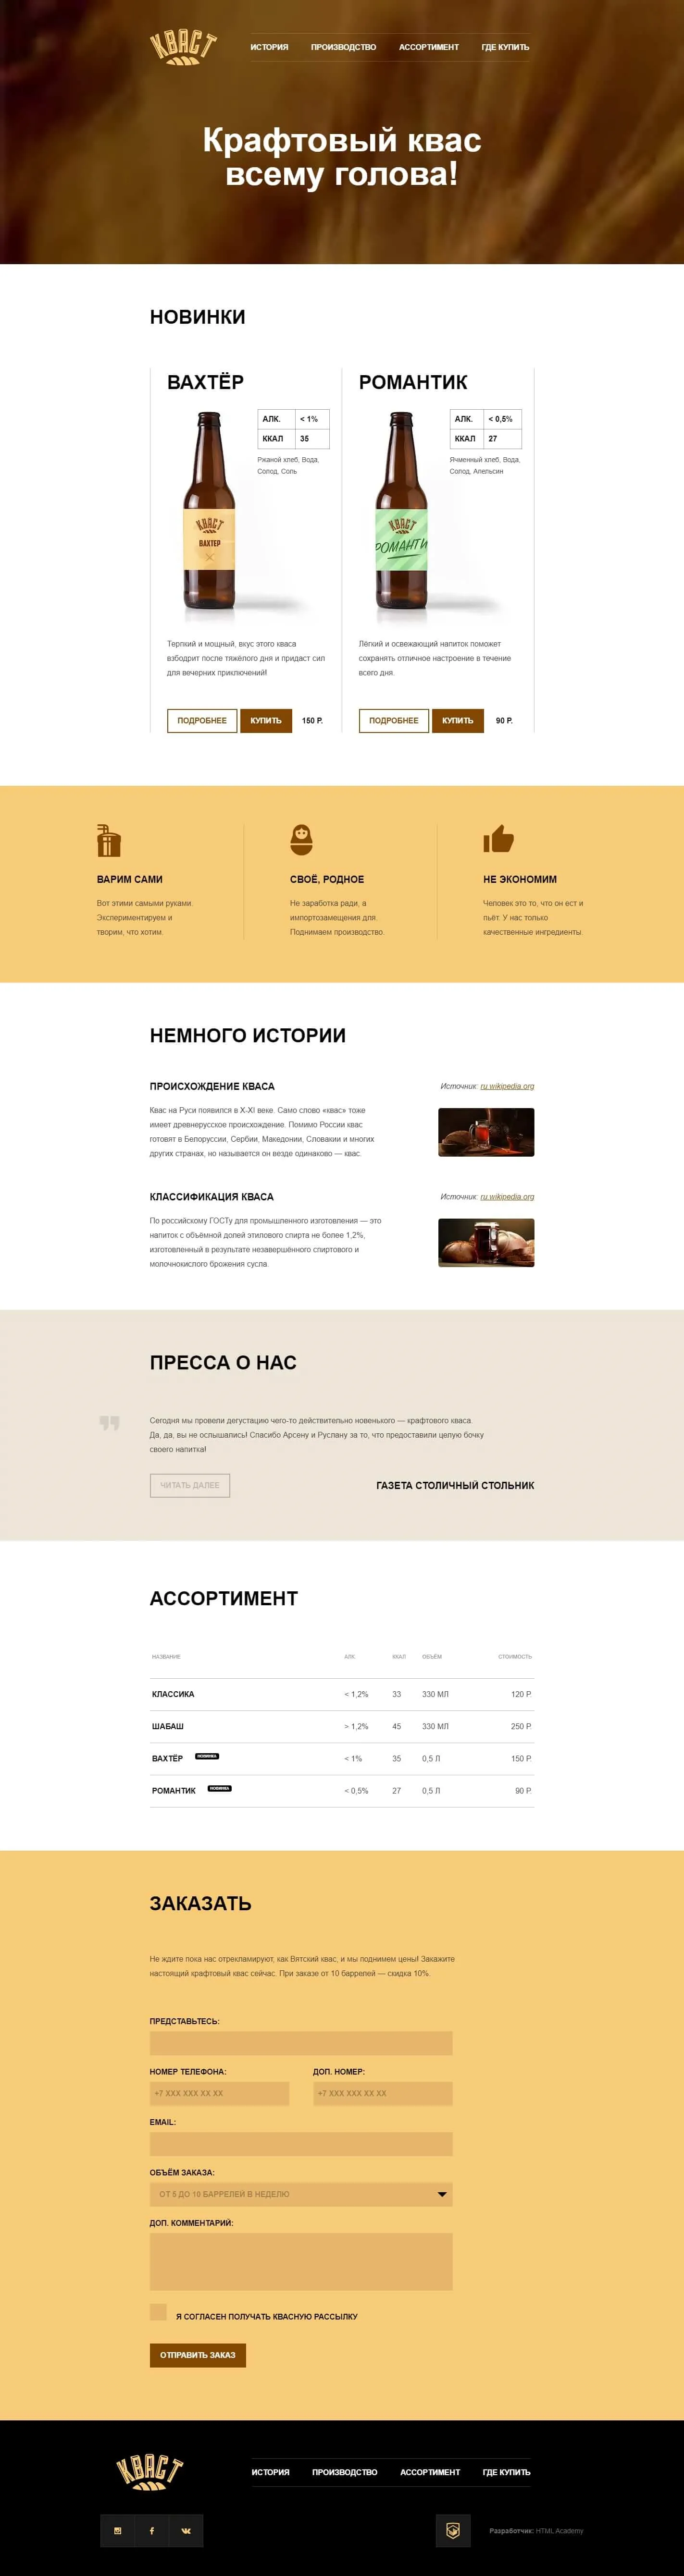 КВАСТ
ИСТОРИЯ ПРОИЗВОДСТВО АССОРТИМЕНТ ГДЕ КУПИТЬ
Крафтовый квас
всему голова!
НОВИНКИ
ВАХТЁР
АЛК. < 1%
ККАЛ 35
Ржаной хлеб, Вода,
Солод, Соль
КВАСТ
ВАХТЕР
Терпкий и мощный, вкус этого кваса
взбодрит после тяжёлого дня и придаст сил
для вечерних приключений!
ПОДРОБНЕЕ КУПИТЬ 150 Р.
РОМАНТИК
АЛК. < 0,5%
ККАЛ 27
Ячменный хлеб, Вода,
Солод, Апельсин
КВАСТ
РОМАНТИ
Лёгкий и освежающий напиток поможет
сохранять отличное настроение в течение
всего дня.
ПОДРОБНЕЕ КУПИТЬ 90 Р.
ВАРИМ САМИ
Вот этими самыми руками.
Экспериментируем и
творим, что хотим.
СВОЁ, РОДНОЕ
Не заработка ради, а
импортозамещения для.
Поднимаем производство.
НЕ ЭКОНОМИМ
Человек это то, что он ест и
пьёт. У нас только
качественные ингредиенты.
НЕМНОГО ИСТОРИИ
ПРОИСХОЖДЕНИЕ КВАСА
Источник: ru.wikipedia.org
Квас на Руси появился в X-XI веке. Само слово «квас» тоже
имеет древнерусское происхождение. Помимо России квас
готовят в Белоруссии, Сербии, Македонии, Словакии и многих
других странах, но называется он везде одинаково — квас.
КЛАССИФИКАЦИЯ КВАСА
Источник: ru.wikipedia.org
По российскому ГОСТу для промышленного изготовления — это
напиток с объёмной долей этилового спирта не более 1,2%,
изготовленный в результате незавершённого спиртового и
молочнокислого брожения сусла.
ПРЕССА О НАС
Сегодня мы провели дегустацию чего-то действительно новенького — крафтового кваса.
Да, да, вы не ослышались! Спасибо Арсену и Руслану за то, что предоставили целую бочку
своего напитка!
ЧИТАТЬ ДАЛЕЕ
ГАЗЕТА СТОЛИЧНЫЙ СТОЛЬНИК
АССОРТИМЕНТ
НАЗВАНИЕ АЛК. ККАЛ ОБЪЁМ СТОИМОСТЬ
КЛАССИКА < 1,2% 33 330 МЛ 120 Р.
ШАБАШ > 1,2% 45 330 МЛ 250 Р.
ВАХТЁР НОВИНКА < 1% 35 0,5 Л 150 Р.
РОМАНТИК НОВИНКА < 0,5% 27 0,5 Л 90 Р.
ЗАКАЗАТЬ
Не ждите пока нас отрекламируют, как Вятский квас, и мы поднимем цены! Закажите
настоящий крафтовый квас сейчас. При заказе от 10 баррелей — скидка 10%.
ПРЕДСТАВЬТЕСЬ:
НОМЕР ТЕЛЕФОНА: ДОП. НОМЕР:
+7 XXX XXX XX XX +7 XXX XXX XX XX
EMAIL:
ОБЪЁМ ЗАКАЗА:
ОТ 5 ДО 10 БАРРЕЛЕЙ В НЕДЕЛЮ
ДОП. КОММЕНТАРИЙ:
Я СОГЛАСЕН ПОЛУЧАТЬ КВАСНУЮ РАССЫЛКУ
ОТПРАВИТЬ ЗАКАЗ
КВАСТ
ИСТОРИЯ ПРОИЗВОДСТВО АССОРТИМЕНТ ГДЕ КУПИТЬ
Разработчик: HTML Academy